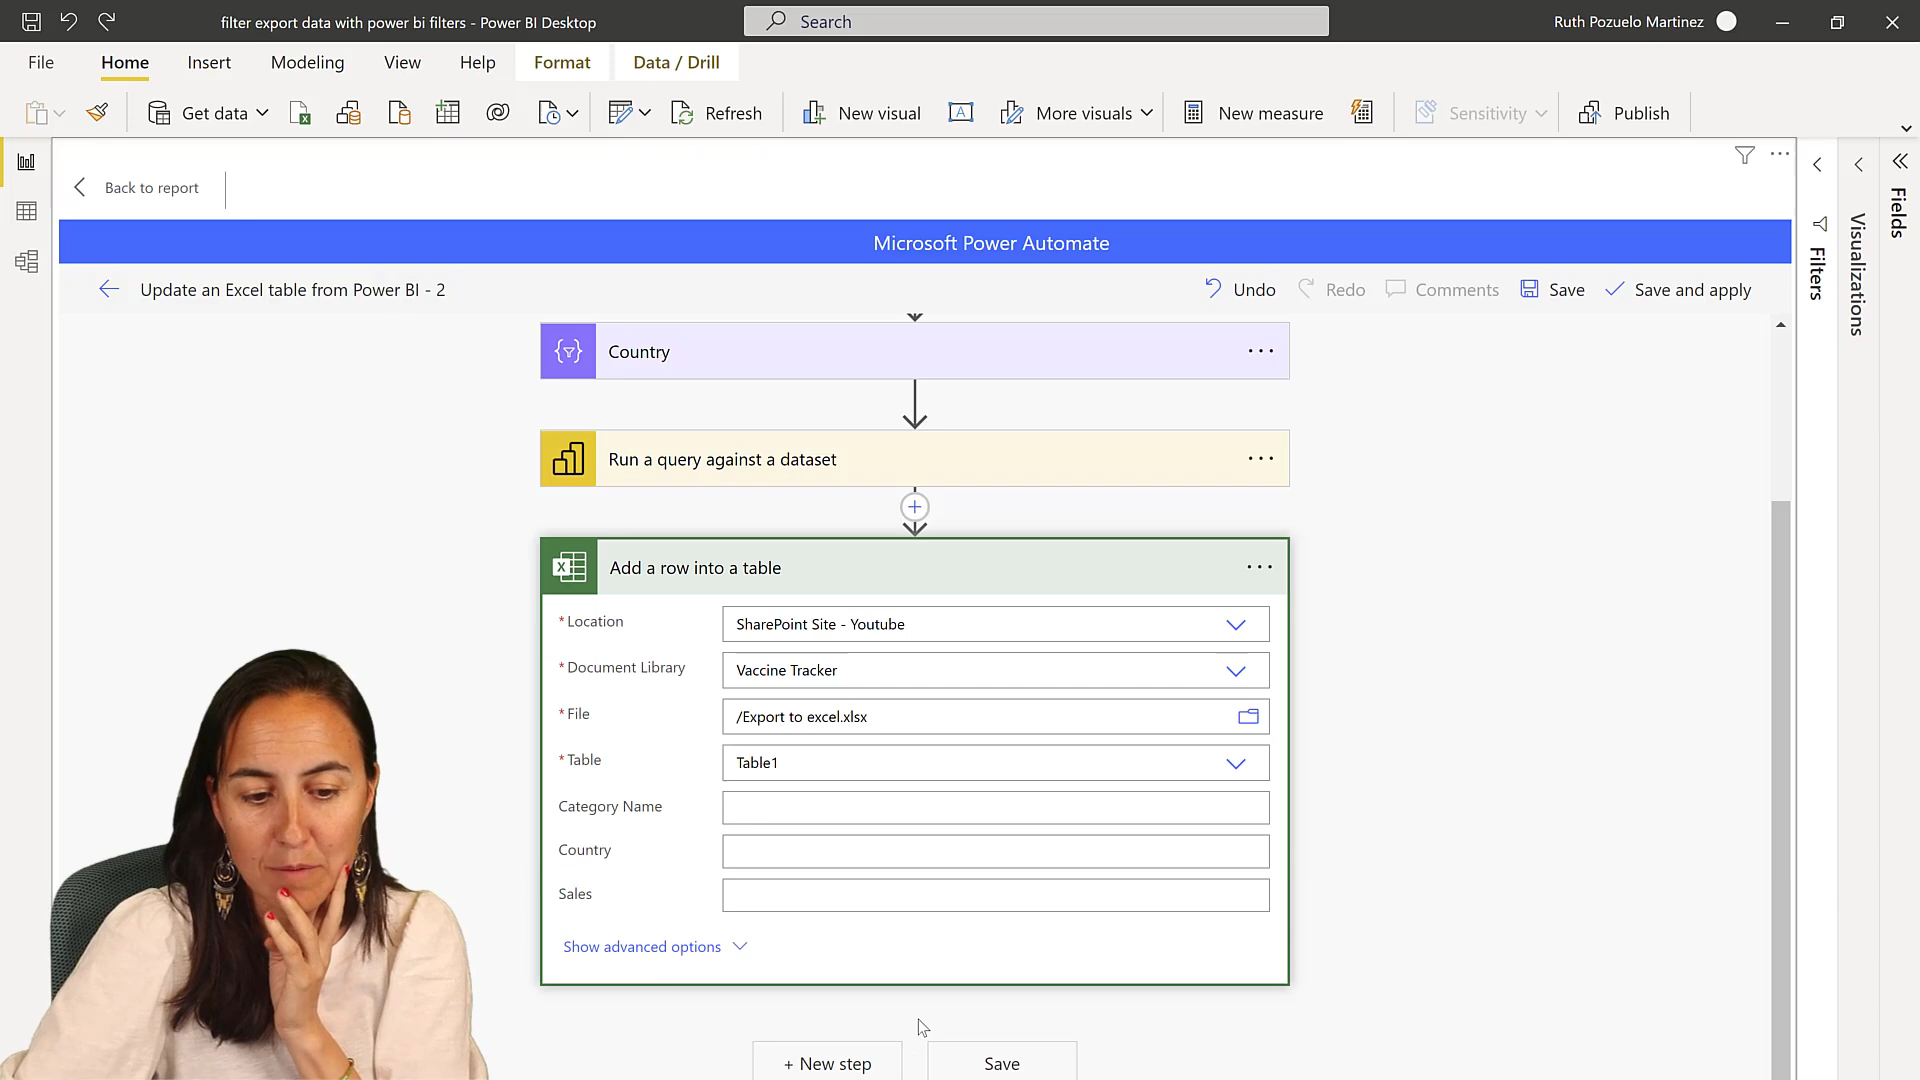 filter export data with power bi filters - Power BI Desktop
Search
Ruth Pozuelo Martinez
File
Home
Insert
Modeling
View
Help
Format
Data / Drill
Get data
Refresh
New visual
More visuals
New measure
Sensitivity
Publish
Back to report
Microsoft Power Automate
Update an Excel table from Power BI - 2
Undo
Redo
Comments
Save
Save and apply
Filters
Visualizations
Fields
Country
Run a query against a dataset
Add a row into a table
* Location
SharePoint Site - Youtube
* Document Library
Vaccine Tracker
* File
/Export to excel.xlsx
* Table
Table1
Category Name
Country
Sales
Show advanced options
+ New step
Save